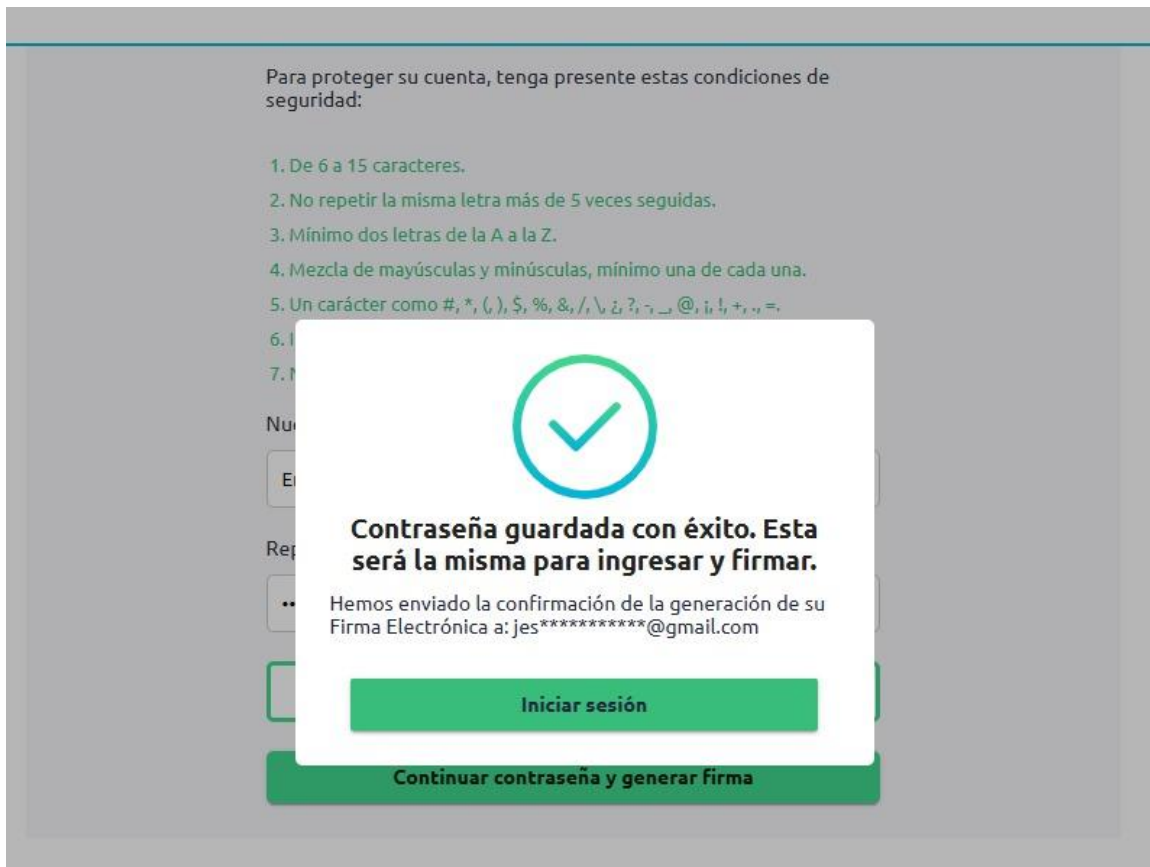 Para proteger su cuenta, tenga presente estas condiciones de
seguridad:
1. De 6 a 15 caracteres.
2. No repetir la misma letra más de 5 veces seguidas.
3. Mínimo dos letras de la A a la Z.
4. Mezcla de mayúsculas y minúsculas, mínimo una de cada una.
5. Un carácter como #, *, (, ), $, %, &, /, \, ¿, ?, -, _, @, ¡, !, +, ., =.
6.
7.
Contraseña guardada con éxito. Esta
será la misma para ingresar y firmar.
Hemos enviado la confirmación de la generación de su
Firma Electrónica a: jes***********@gmail.com
Iniciar sesión
Continuar contraseña y generar firma